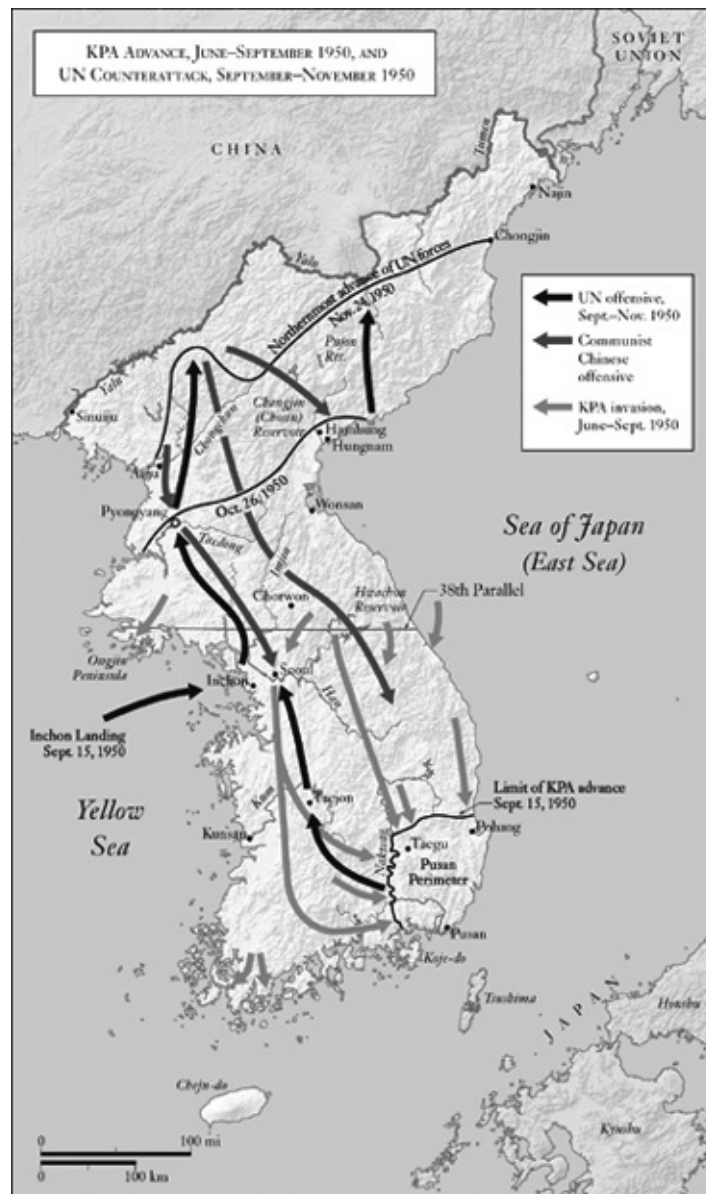 KPA ADVANCE, JUNE–SEPTEMBER 1950, AND
UN COUNTERATTACK, SEPTEMBER–NOVEMBER 1950
SOVIET
UNION
CHINA
Tumen
Najin
Chongjin
Yalu
Northernmost advance of UN forces
Nov. 24, 1950
UN offensive,
Sept.–Nov. 1950
Communist
Chinese
offensive
KPA invasion,
June–Sept. 1950
Pujon
Res.
Yalu
Sinuiju
Chongchun
Changjin
(Chosin)
Reservoir
Hamhung
Hungnam
Anju
Oct. 26, 1950
Pyongyang
Wonsan
Taedong
Imjin
Sea of Japan
(East Sea)
Chorwon
Hwachon
Reservoir
38th Parallel
Ongjin
Peninsula
Seoul
Inchon
Han
Inchon Landing
Sept. 15, 1950
Yellow
Sea
Kum
Taejon
Kunsan
Limit of KPA advance
Sept. 15, 1950
Pohang
Naktong
Taegu
Pusan
Perimeter
Pusan
Koje-do
Tsushima
JAPAN
Honshu
Cheju-do
Kyushu
0 100 mi
0 100 km